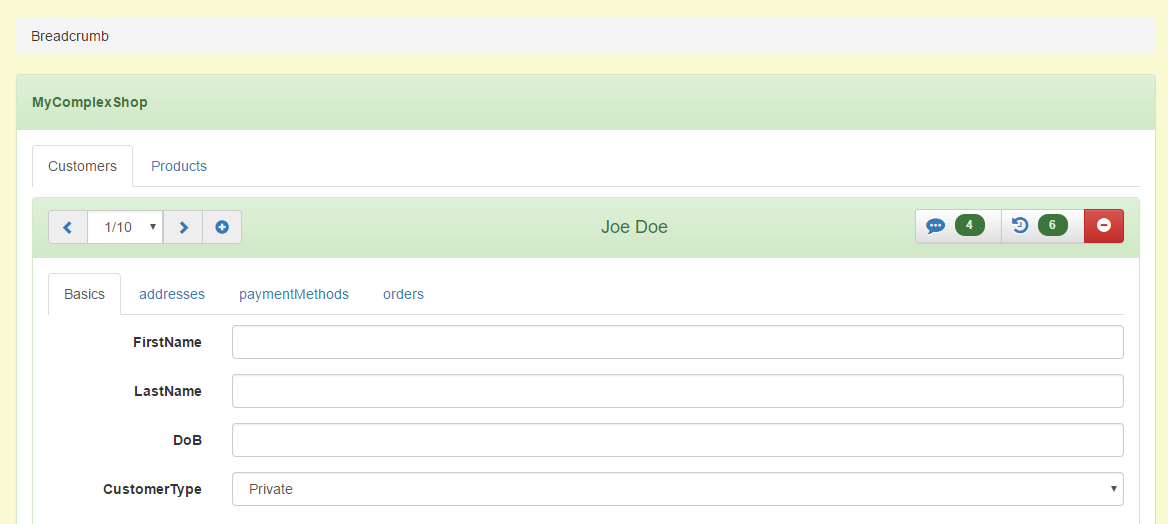 Breadcrumb
MyComplexShop
Customers Products
1/10 Joe Doe 4 6
Basics addresses paymentMethods orders
FirstName
LastName
DoB
CustomerType Private